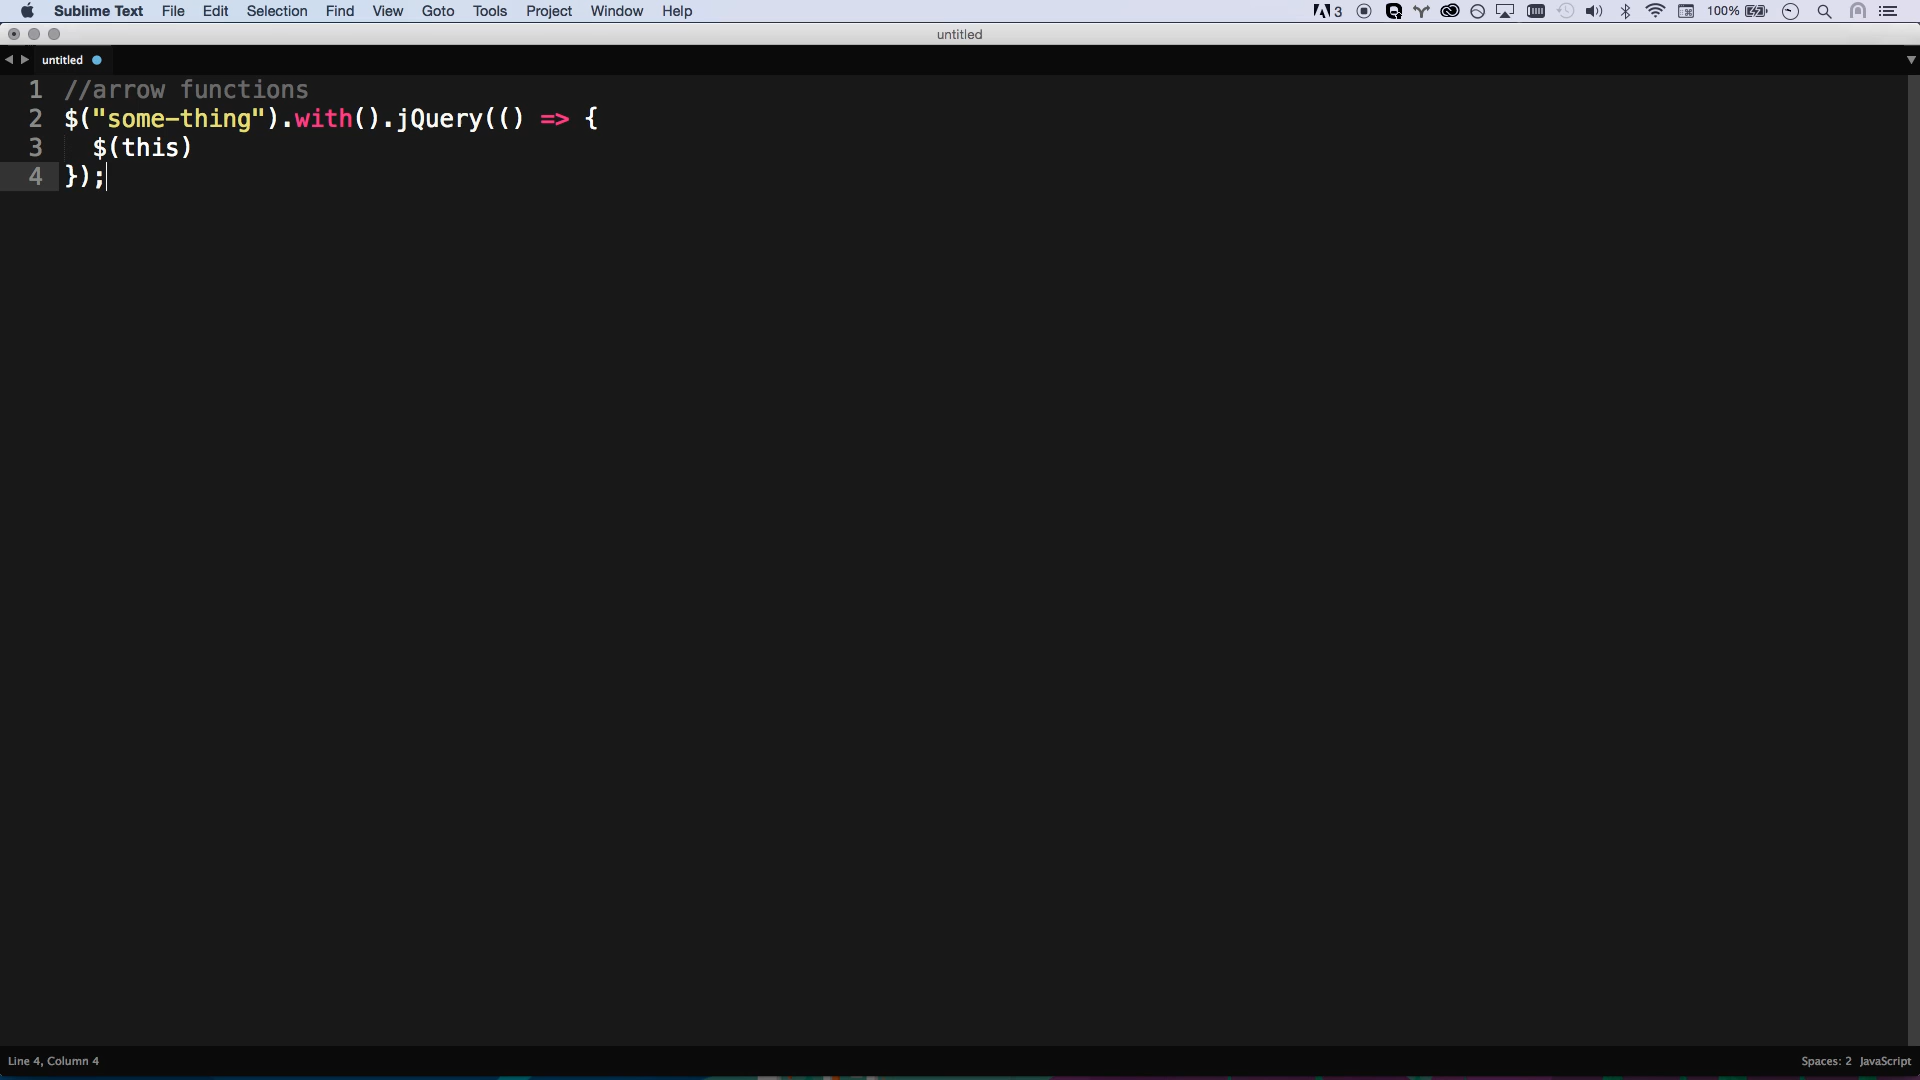 Sublime Text File Edit Selection Find View Goto Tools Project Window Help 3 100%
untitled
untitled
1 //arrow functions
2 $("some-thing").with().jQuery(() => {
3   $(this)
4 });
Line 4, Column 4 Spaces: 2 JavaScript